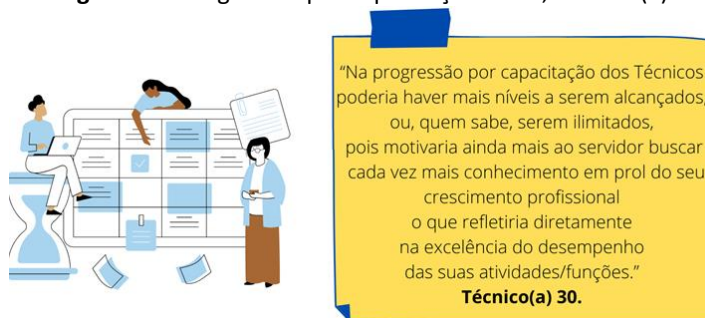 “Na progressão por capacitação dos Técnicos
poderia haver mais níveis a serem alcançados,
ou, quem sabe, serem ilimitados,
pois motivaria ainda mais ao servidor buscar
cada vez mais conhecimento em prol do seu
crescimento profissional
o que refletiria diretamente
na excelência do desempenho
das suas atividades/funções.”
Técnico(a) 30.